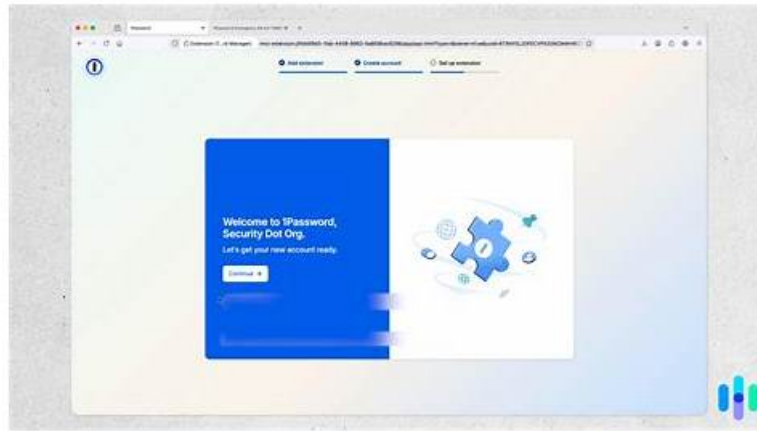 1Password
Add extension
Create account
Set up extension
Welcome to 1Password,
Security Dot Org.
Let's get your new account ready.
Continue →